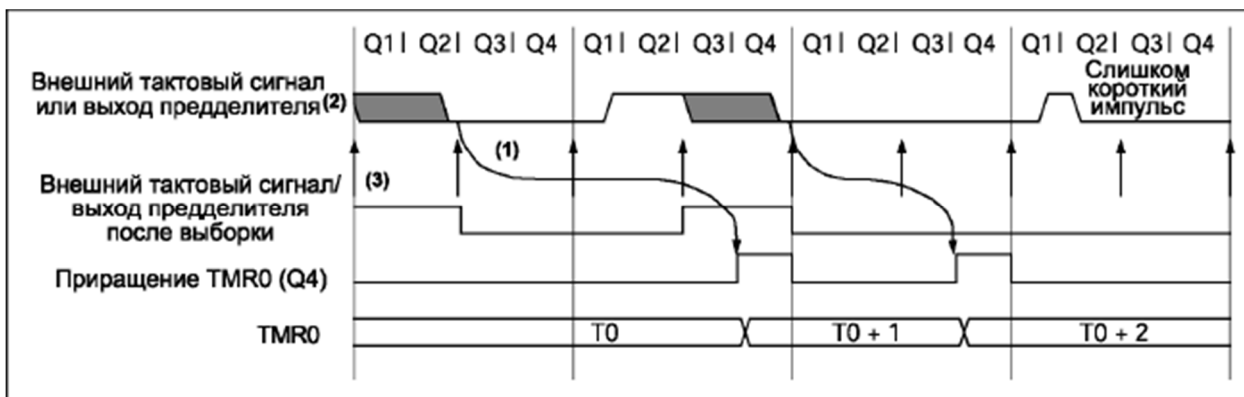 Q1| Q2| Q3| Q4 Q1| Q2| Q3| Q4 Q1| Q2| Q3| Q4 Q1| Q2| Q3| Q4
Внешний тактовый сигнал
или выход предделителя(2)
Слишком
короткий
импульс
(1)
(3)
Внешний тактовый сигнал/
выход предделителя
после выборки
Приращение TMR0 (Q4)
TMR0 T0 T0 + 1 T0 + 2